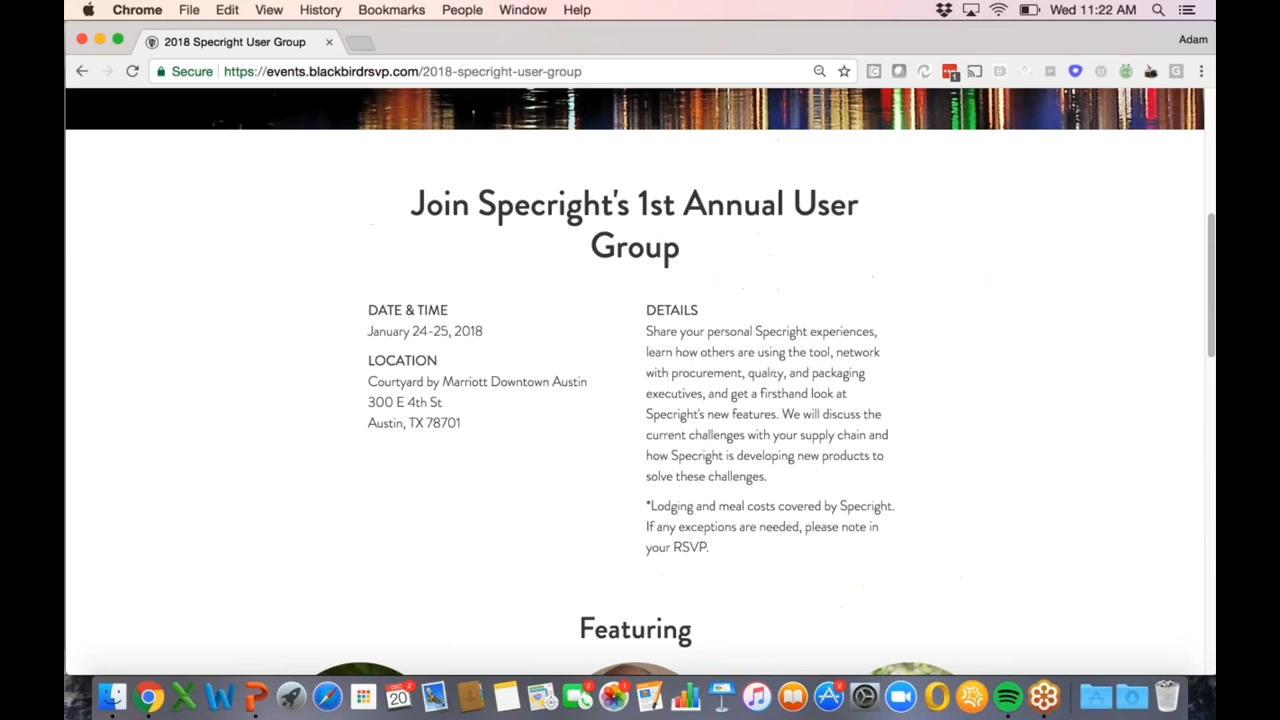 Chrome File Edit View History Bookmarks People Window Help Wed 11:22 AM
2018 Specright User Group Adam
Secure https://events.blackbirdrsvp.com/2018-specright-user-group
Join Specright's 1st Annual User
Group
DATE & TIME
January 24-25, 2018
LOCATION
Courtyard by Marriott Downtown Austin
300 E 4th St
Austin, TX 78701
DETAILS
Share your personal Specright experiences,
learn how others are using the tool, network
with procurement, quality, and packaging
executives, and get a firsthand look at
Specright's new features. We will discuss the
current challenges with your supply chain and
how Specright is developing new products to
solve these challenges.
*Lodging and meal costs covered by Specright.
If any exceptions are needed, please note in
your RSVP.
Featuring
DEC
20